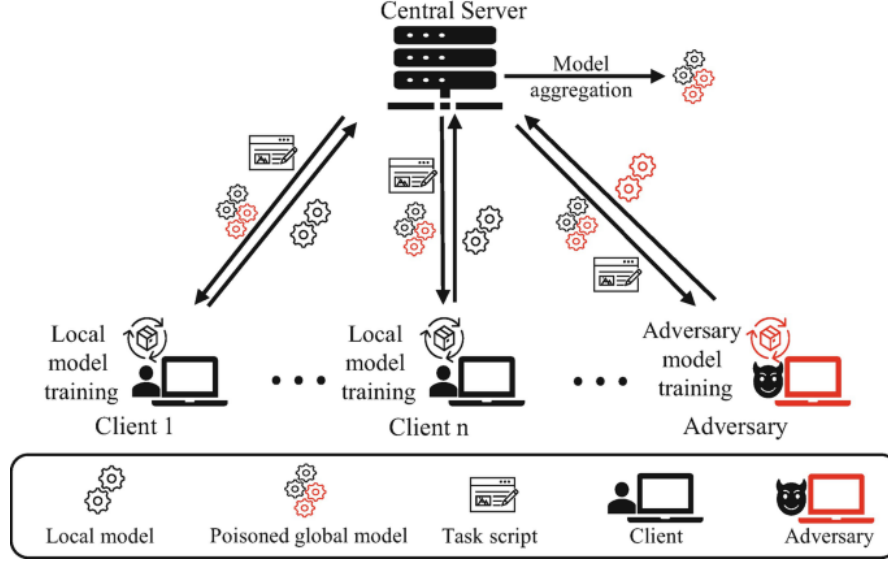 Central Server
Model
aggregation
Local
model
training
Client 1
Local
model
training
Client n
Adversary
model
training
Adversary
Local model
Poisoned global model
Task script
Client
Adversary